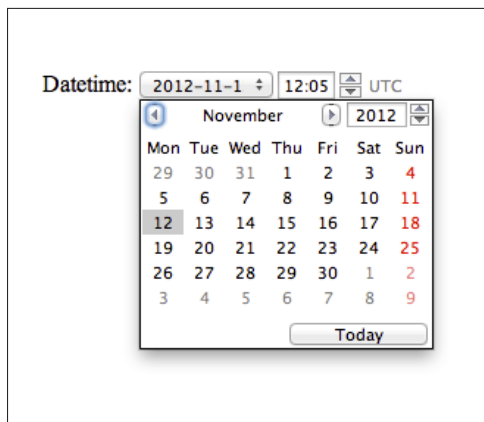 Datetime: 2012-11-1 12:05 UTC
November 2012
Mon Tue Wed Thu Fri Sat Sun
29 30 31 1 2 3 4
5 6 7 8 9 10 11
12 13 14 15 16 17 18
19 20 21 22 23 24 25
26 27 28 29 30 1 2
3 4 5 6 7 8 9
Today